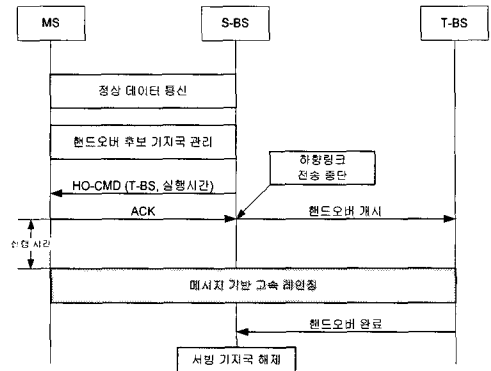 MS
S-BS
T-BS
정상 데이터 통신
핸드오버 후보 기지국 관리
하향링크
전송 중단
HO-CMD (T-BS, 실행시간)
ACK
핸드오버 개시
실행 시간
메시지 기반 고속 레인징
핸드오버 완료
서빙 기지국 해제